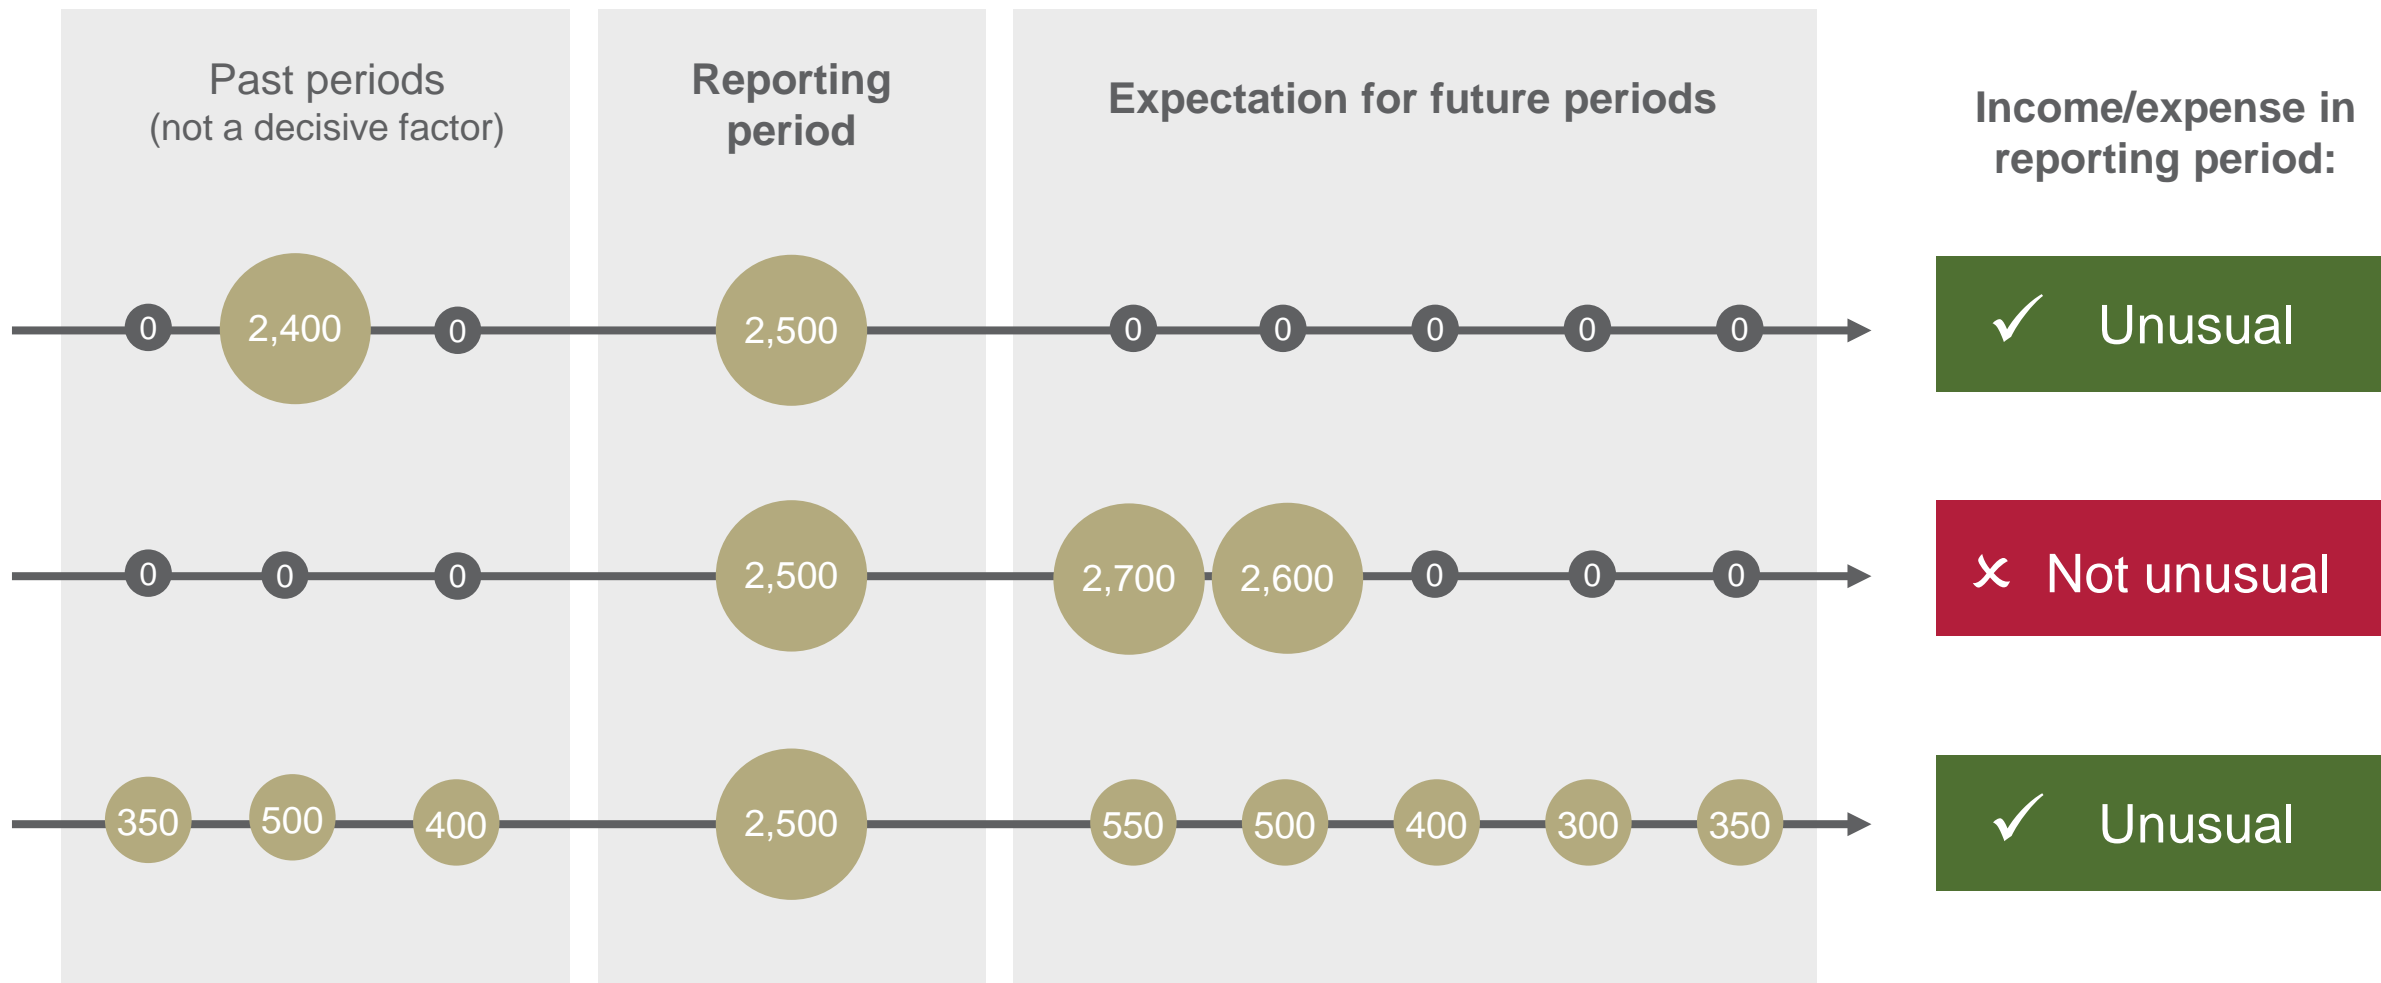 Past periods
(not a decisive factor)
Reporting
period
Expectation for future periods
Income/expense in
reporting period:
0 2,400 0 2,500 0 0 0 0 0 Unusual
0 0 0 2,500 2,700 2,600 0 0 0 Not unusual
350 500 400 2,500 550 500 400 300 350 Unusual